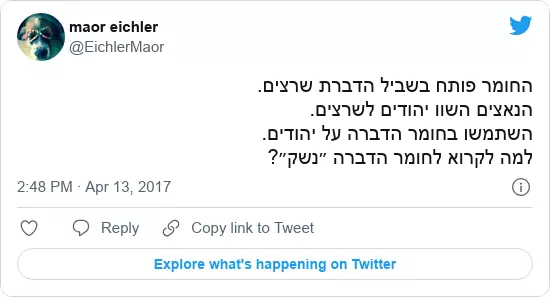 maor eichler
@EichlerMaor
החומר פותח בשביל הדברת שרצים.
הנאצים השוו יהודים לשרצים.
השתמשו בחומר הדברה על יהודים.
למה לקרוא לחומר הדברה ״נשק״?
2:48 PM · Apr 13, 2017
Reply
Copy link to Tweet
Explore what's happening on Twitter